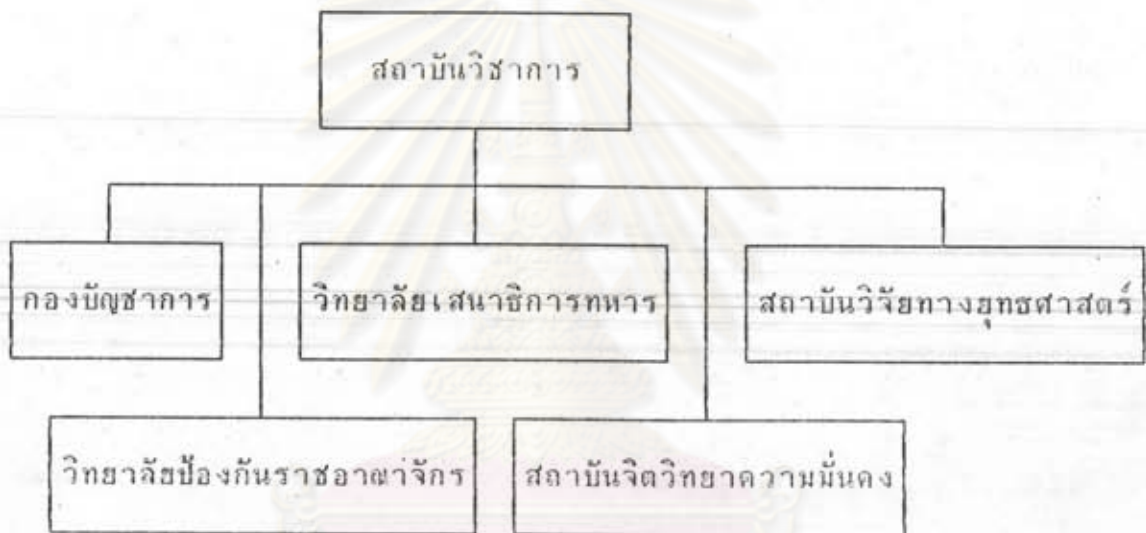 สถาบันวิชาการ
กองบัญชาการ
วิทยาลัยเสนาธิการทหาร
สถาบันวิจัยทางยุทธศาสตร์
วิทยาลัยป้องกันราชอาณาจักร
สถาบันจิตวิทยาความมั่นคง